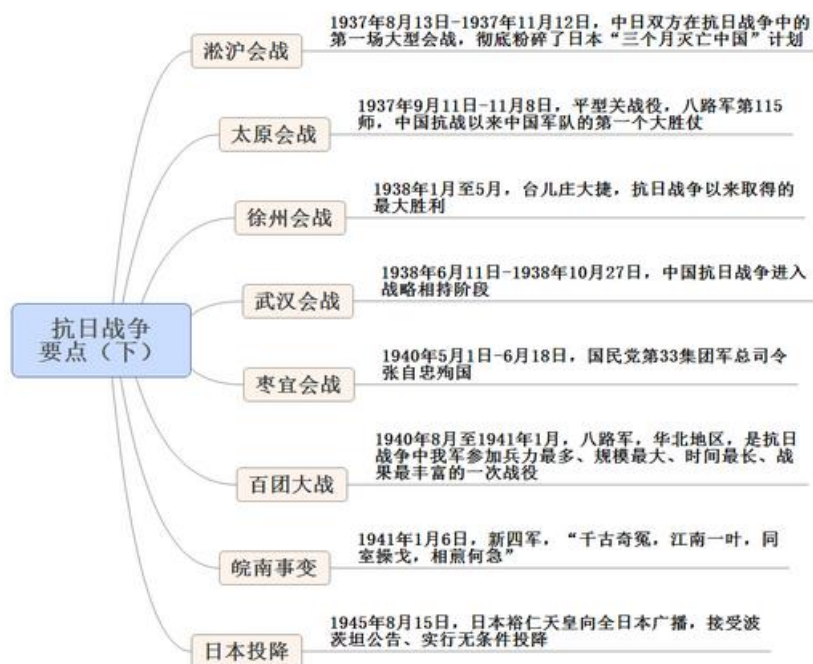 淞沪会战
1937年8月13日-1937年11月12日，中日双方在抗日战争中的
第一场大型会战，彻底粉碎了日本“三个月灭亡中国”计划
太原会战
1937年9月11日-11月8日，平型关战役，八路军第115
师，中国抗战以来中国军队的第一个大胜仗
徐州会战
1938年1月至5月，台儿庄大捷，抗日战争以来取得的
最大胜利
武汉会战
1938年6月11日-1938年10月27日，中国抗日战争进入
战略相持阶段
抗日战争
要点（下）
枣宜会战
1940年5月1日-6月18日，国民党第33集团军总司令
张自忠殉国
百团大战
1940年8月至1941年1月，八路军，华北地区，是抗日
战争中我军参加兵力最多、规模最大、时间最长、战
果最丰富的一次战役
皖南事变
1941年1月6日，新四军，“千古奇冤，江南一叶，同
室操戈，相煎何急”
日本投降
1945年8月15日，日本裕仁天皇向全日本广播，接受波
茨坦公告、实行无条件投降